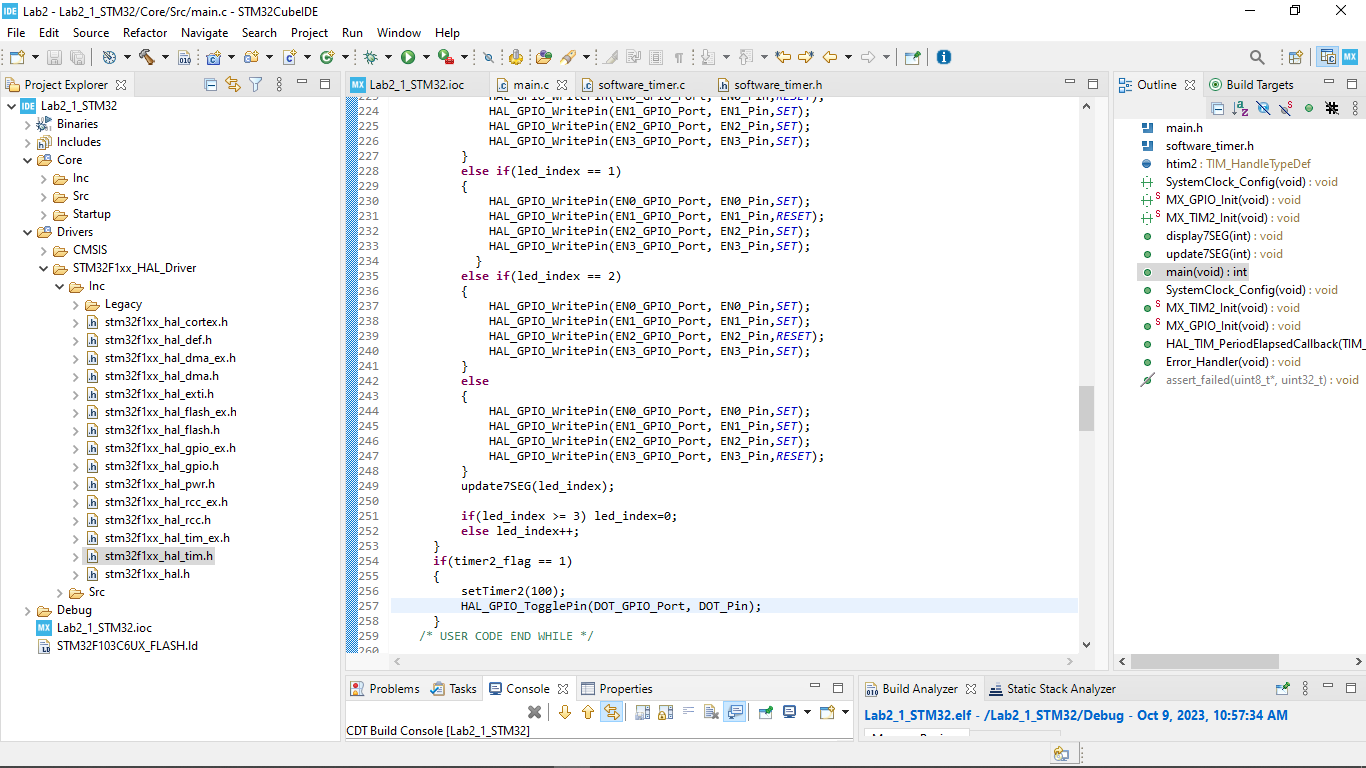 Lab2 - Lab2_1_STM32/Core/Src/main.c - STM32CubeIDE
File Edit Source Refactor Navigate Search Project Run Window Help
Project Explorer
Lab2_1_STM32
Binaries
Includes
Core
Inc
Src
Startup
Drivers
CMSIS
STM32F1xx_HAL_Driver
Inc
Legacy
stm32f1xx_hal_cortex.h
stm32f1xx_hal_def.h
stm32f1xx_hal_dma_ex.h
stm32f1xx_hal_dma.h
stm32f1xx_hal_exti.h
stm32f1xx_hal_flash_ex.h
stm32f1xx_hal_flash.h
stm32f1xx_hal_gpio_ex.h
stm32f1xx_hal_gpio.h
stm32f1xx_hal_pwr.h
stm32f1xx_hal_rcc_ex.h
stm32f1xx_hal_rcc.h
stm32f1xx_hal_tim_ex.h
stm32f1xx_hal_tim.h
stm32f1xx_hal.h
Src
Debug
Lab2_1_STM32.ioc
STM32F103C6UX_FLASH.ld
Lab2_1_STM32.ioc main.c software_timer.c software_timer.h
223 HAL_GPIO_WritePin(EN0_GPIO_Port, EN0_Pin,RESET);
224 HAL_GPIO_WritePin(EN1_GPIO_Port, EN1_Pin,SET);
225 HAL_GPIO_WritePin(EN2_GPIO_Port, EN2_Pin,SET);
226 HAL_GPIO_WritePin(EN3_GPIO_Port, EN3_Pin,SET);
227 }
228 else if(led_index == 1)
229 {
230 HAL_GPIO_WritePin(EN0_GPIO_Port, EN0_Pin,SET);
231 HAL_GPIO_WritePin(EN1_GPIO_Port, EN1_Pin,RESET);
232 HAL_GPIO_WritePin(EN2_GPIO_Port, EN2_Pin,SET);
233 HAL_GPIO_WritePin(EN3_GPIO_Port, EN3_Pin,SET);
234 }
235 else if(led_index == 2)
236 {
237 HAL_GPIO_WritePin(EN0_GPIO_Port, EN0_Pin,SET);
238 HAL_GPIO_WritePin(EN1_GPIO_Port, EN1_Pin,SET);
239 HAL_GPIO_WritePin(EN2_GPIO_Port, EN2_Pin,RESET);
240 HAL_GPIO_WritePin(EN3_GPIO_Port, EN3_Pin,SET);
241 }
242 else
243 {
244 HAL_GPIO_WritePin(EN0_GPIO_Port, EN0_Pin,SET);
245 HAL_GPIO_WritePin(EN1_GPIO_Port, EN1_Pin,SET);
246 HAL_GPIO_WritePin(EN2_GPIO_Port, EN2_Pin,SET);
247 HAL_GPIO_WritePin(EN3_GPIO_Port, EN3_Pin,RESET);
248 }
249 update7SEG(led_index);
250
251 if(led_index >= 3) led_index=0;
252 else led_index++;
253 }
254 if(timer2_flag == 1)
255 {
256 setTimer2(100);
257 HAL_GPIO_TogglePin(DOT_GPIO_Port, DOT_Pin);
258 }
259 /* USER CODE END WHILE */
260
Outline Build Targets
main.h
software_timer.h
htim2 : TIM_HandleTypeDef
SystemClock_Config(void) : void
MX_GPIO_Init(void) : void
MX_TIM2_Init(void) : void
display7SEG(int) : void
update7SEG(int) : void
main(void) : int
SystemClock_Config(void) : void
MX_TIM2_Init(void) : void
MX_GPIO_Init(void) : void
HAL_TIM_PeriodElapsedCallback(TIM_
Error_Handler(void) : void
assert_failed(uint8_t*, uint32_t) : void
Problems Tasks Console Properties
CDT Build Console [Lab2_1_STM32]
Build Analyzer Static Stack Analyzer
Lab2_1_STM32.elf - /Lab2_1_STM32/Debug - Oct 9, 2023, 10:57:34 AM